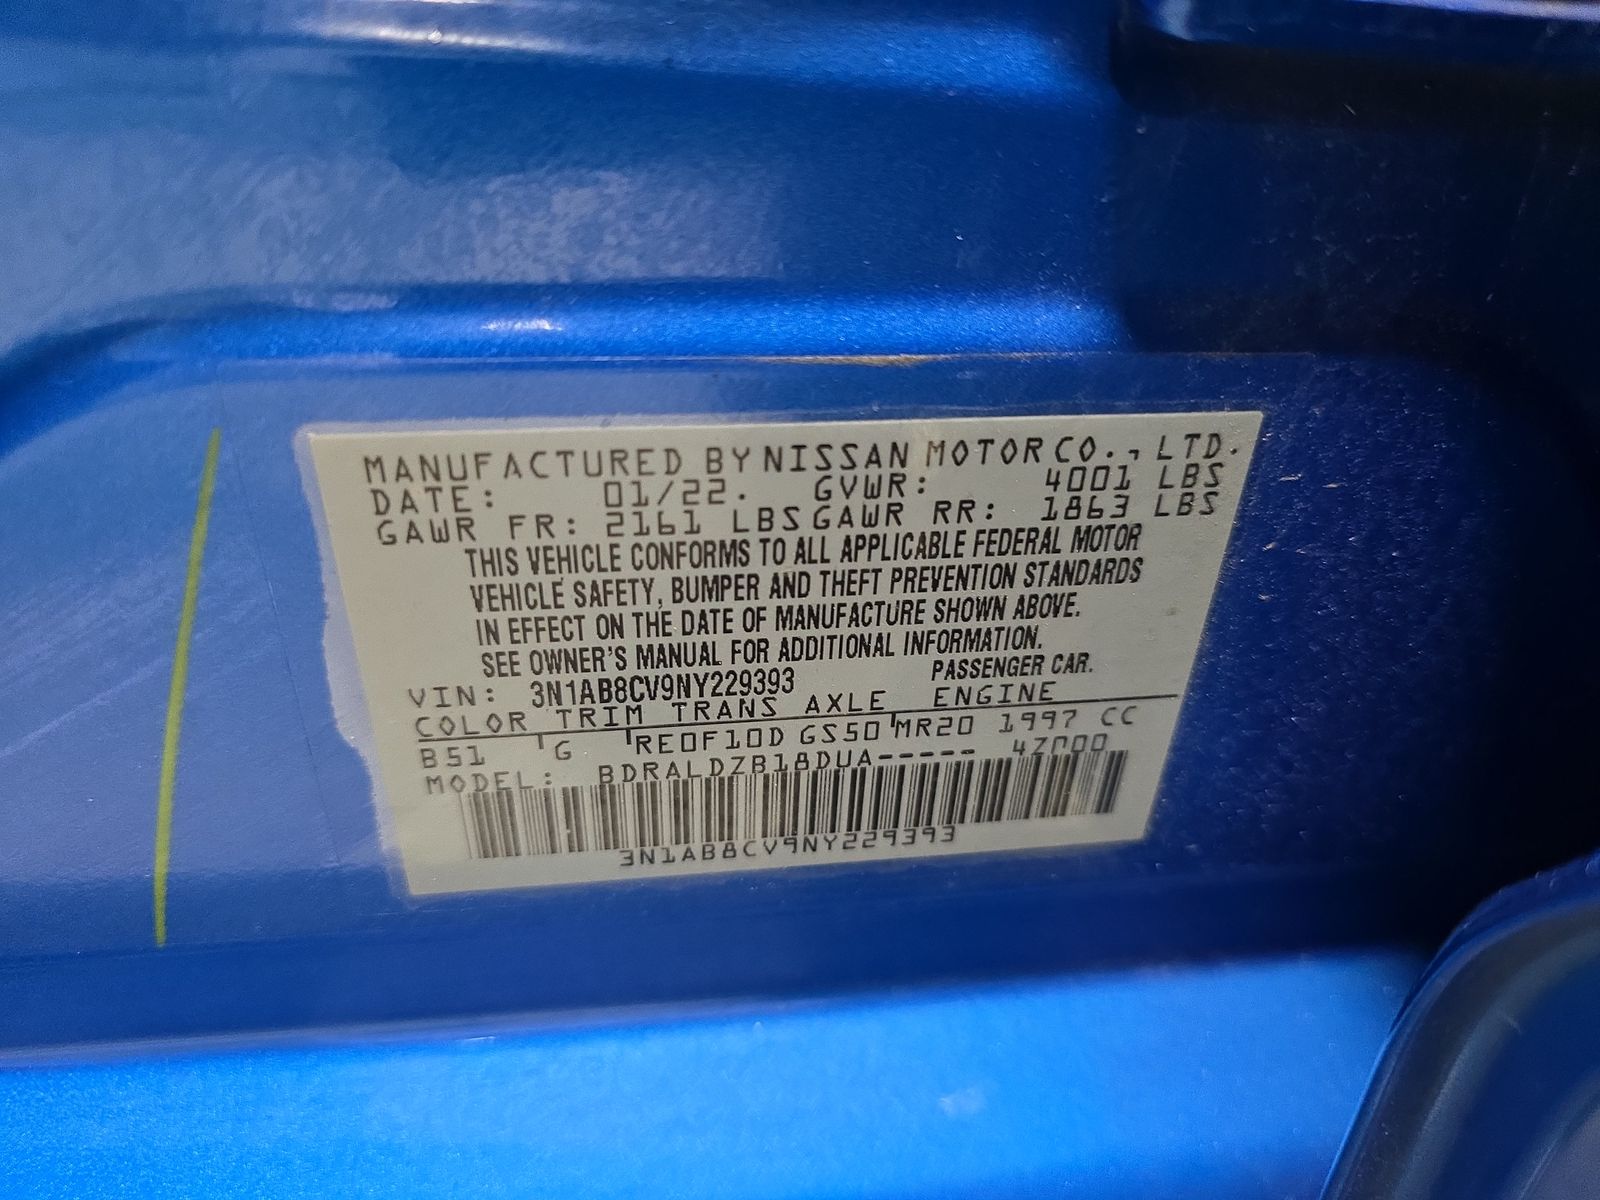 MANUFACTURED BY NISSAN MOTOR CO., LTD.
DATE: 01/22. GVWR: 4001 LBS
GAWR FR: 2161 LBS GAWR RR: 1863 LBS
THIS VEHICLE CONFORMS TO ALL APPLICABLE FEDERAL MOTOR
VEHICLE SAFETY, BUMPER AND THEFT PREVENTION STANDARDS
IN EFFECT ON THE DATE OF MANUFACTURE SHOWN ABOVE.
SEE OWNER'S MANUAL FOR ADDITIONAL INFORMATION.
VIN: 3N1AB8CV9NY229393 PASSENGER CAR.
COLOR TRIM TRANS AXLE ENGINE
B51 G RE0F10D GS50 MR20 1997 CC
MODEL: BDRALDZB18DUA----- 4Z000
3N1AB8CV9NY229393